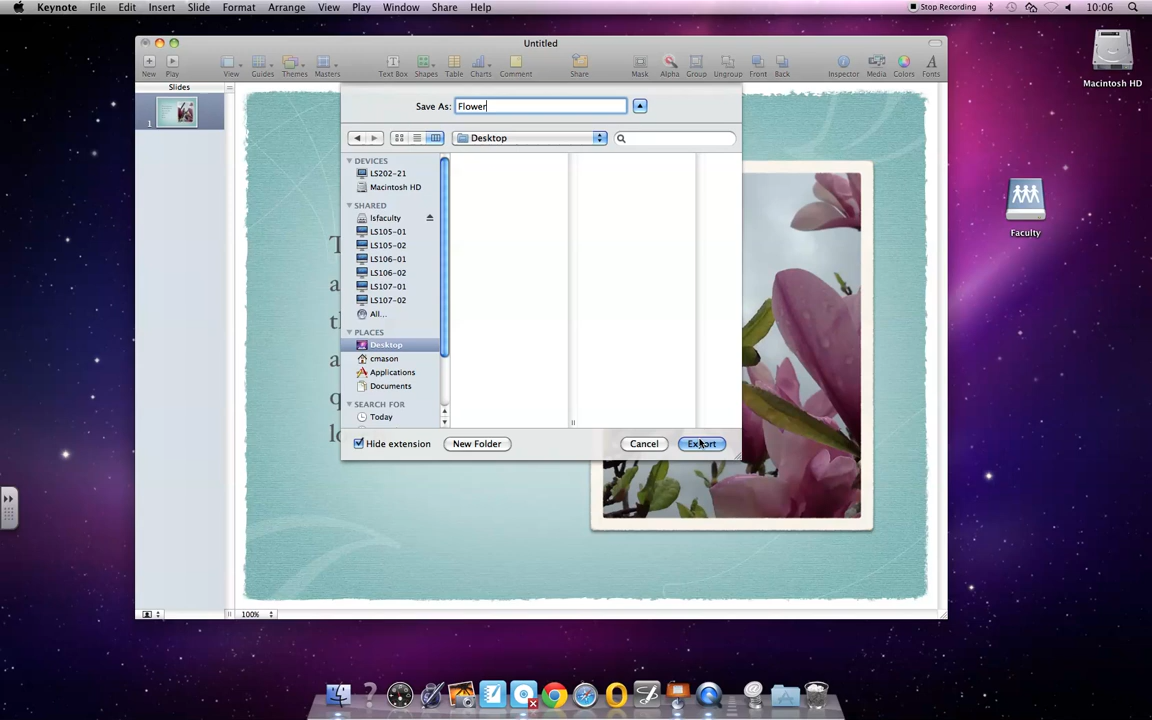 Keynote File Edit Insert Slide Format Arrange View Play Window Share Help Stop Recording 10:06
Untitled
New Play View Guides Themes Masters Text Box Shapes Table Charts Comment Share Mask Alpha Group Ungroup Front Back Inspector Media Colors Fonts
Slides
1
Save As: Flower
Desktop
DEVICES
LS202-21
Macintosh HD
SHARED
lsfaculty
LS105-01
LS105-02
LS106-01
LS106-02
LS107-01
LS107-02
All...
PLACES
Desktop
cmason
Applications
Documents
SEARCH FOR
Today
Hide extension New Folder Cancel Export
100%
Macintosh HD
Faculty